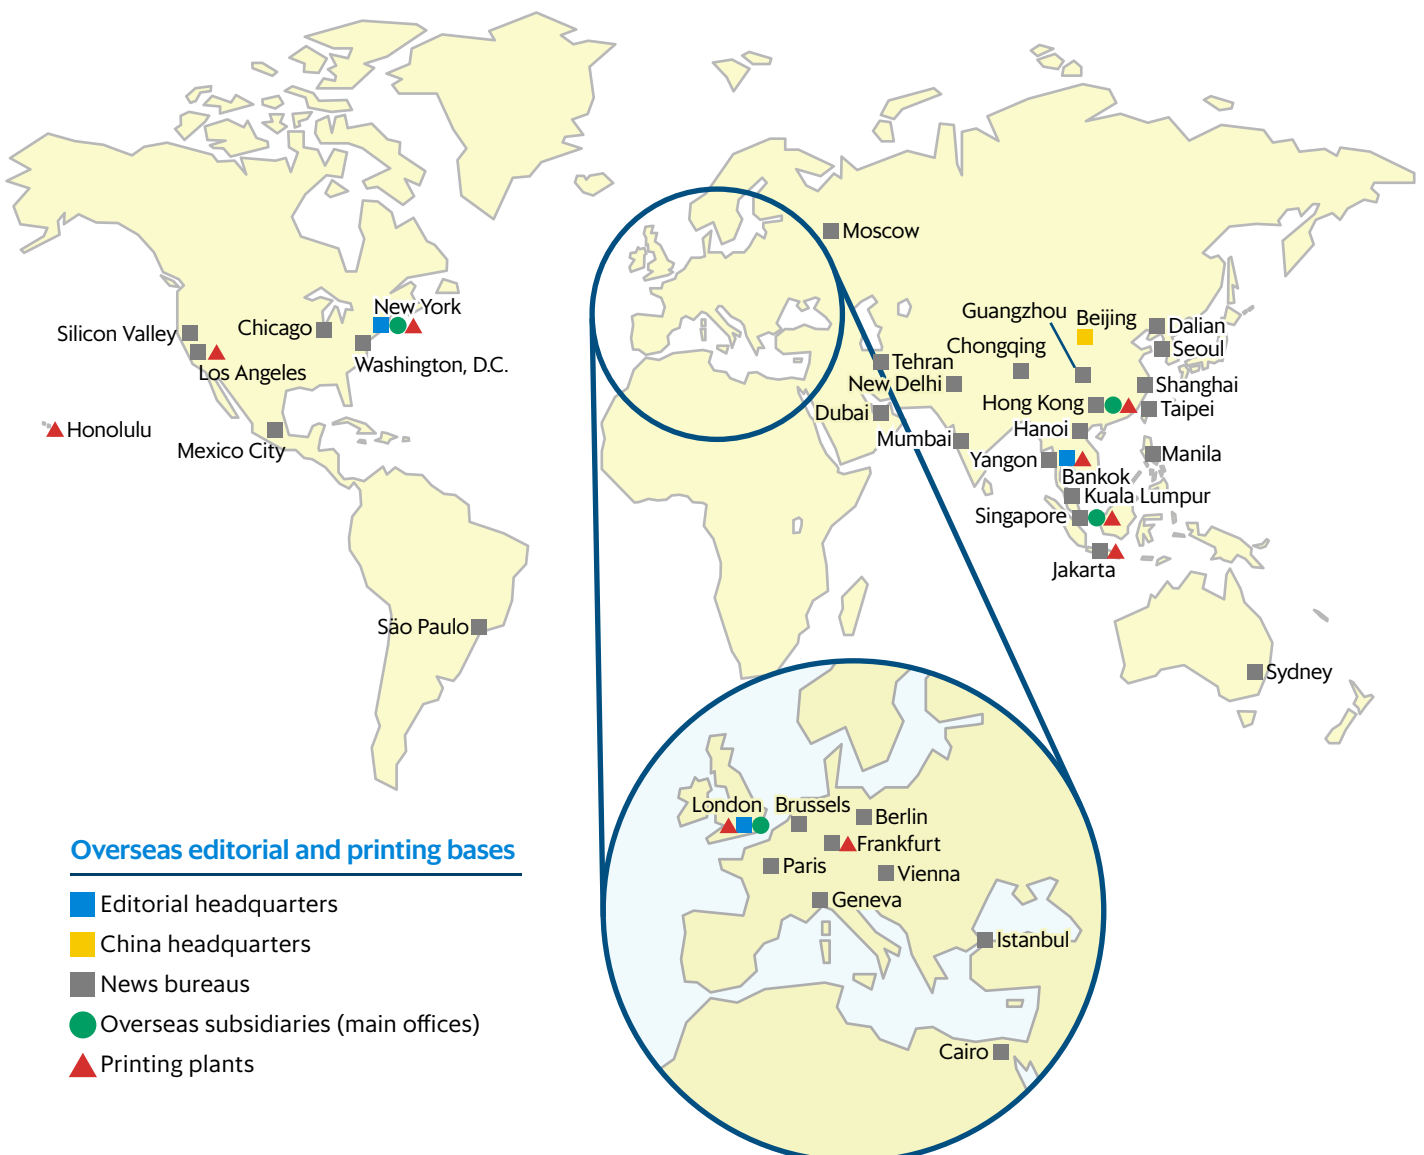 Moscow
New York
Silicon Valley
Chicago
Washington, D.C.
Los Angeles
Honolulu
Mexico City
Säo Paulo
Guangzhou
Beijing
Dalian
Chongqing
Seoul
Tehran
New Delhi
Shanghai
Dubai
Hong Kong
Taipei
Mumbai
Hanoi
Yangon
Manila
Bankok
Kuala Lumpur
Singapore
Jakarta
Sydney
London
Brussels
Berlin
Frankfurt
Paris
Vienna
Geneva
Istanbul
Cairo
Overseas editorial and printing bases
Editorial headquarters
China headquarters
News bureaus
Overseas subsidiaries (main offices)
Printing plants